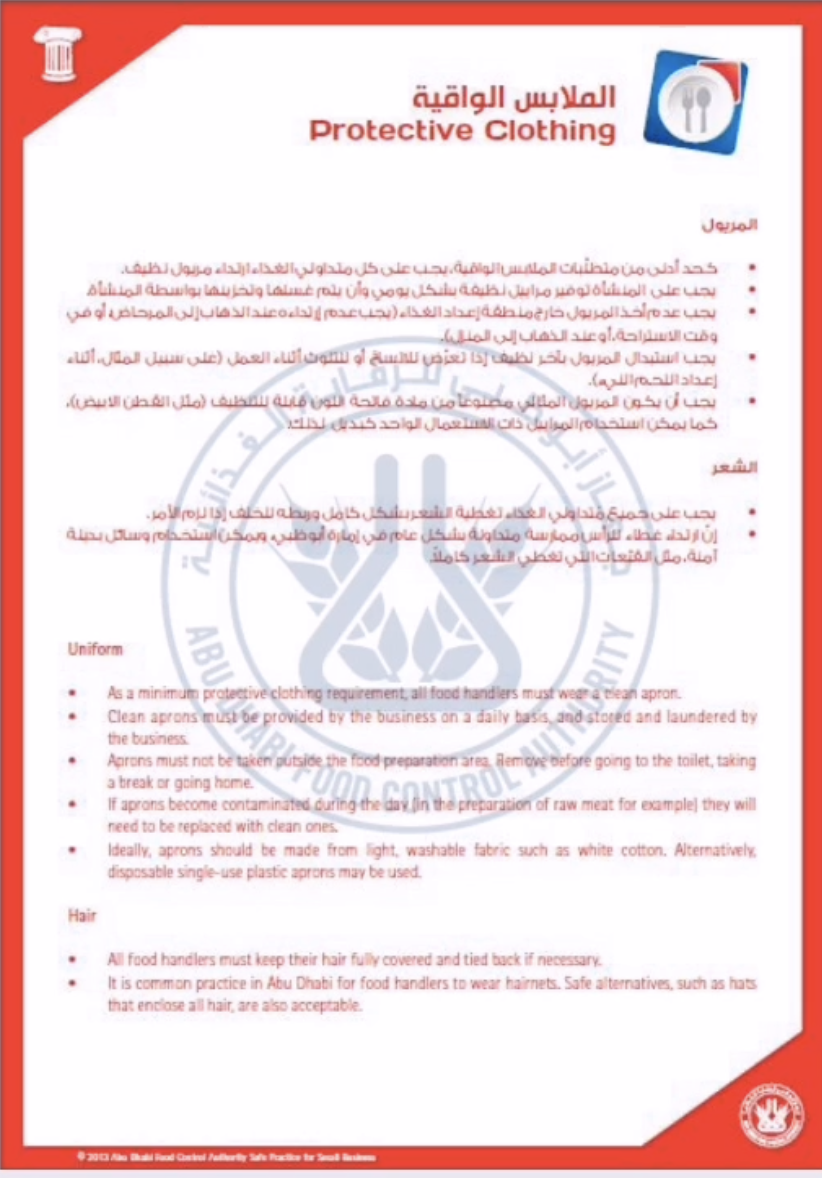 الملابس الواقية
Protective Clothing
المريول
• كحد أدنى من متطلّبات الملابس الواقية، يجب على كل متداولي الغذاء ارتداء مريول نظيف.
• يجب على المنشأة توفير مراييل نظيفة بشكل يومي وأن يتم غسلها وتخزينها بواسطة المنشأة.
• يجب عدم أخذ المريول خارج منطقة إعداد الغذاء (يجب عدم إرتداءه عند الذهاب إلى المرحاض، أو في
وقت الاستراحة، أو عند الذهاب إلى المنزل).
• يجب استبدال المريول بآخر نظيف إذا تعرّض للاتساخ أو للتلوث أثناء العمل (على سبيل المثال، أثناء
إعداد اللحم النيء).
• يجب أن يكون المريول المثالي مصنوعاً من مادة فاتحة اللون قابلة للتنظيف (مثل القطن الابيض)،
كما يمكن استخدام المراييل ذات الاستعمال الواحد كبديل لذلك.
الشعر
• يجب على جميع مُتداولي الغذاء تغطية الشعر بشكل كامل وربطه للخلف إذا لزم الأمر.
• إنّ ارتداء غطاء للرأس ممارسة متداولة بشكل عام في إمارة أبوظبي، ويمكن استخدام وسائل بديلة
آمنة، مثل القبّعات التي تغطي الشعر كاملاً.
Uniform
• As a minimum protective clothing requirement, all food handlers must wear a clean apron.
• Clean aprons must be provided by the business on a daily basis, and stored and laundered by
the business.
• Aprons must not be taken outside the food preparation area. Remove before going to the toilet, taking
a break or going home.
• If aprons become contaminated during the day (in the preparation of raw meat for example) they will
need to be replaced with clean ones.
• Ideally, aprons should be made from light, washable fabric such as white cotton. Alternatively,
disposable single-use plastic aprons may be used.
Hair
• All food handlers must keep their hair fully covered and tied back if necessary.
• It is common practice in Abu Dhabi for food handlers to wear hairnets. Safe alternatives, such as hats
that enclose all hair, are also acceptable.
جهاز أبوظبي للرقابة الغذائية
ABU DHABI FOOD CONTROL AUTHORITY
© 2013 Abu Dhabi Food Control Authority Safe Practice for Small Business